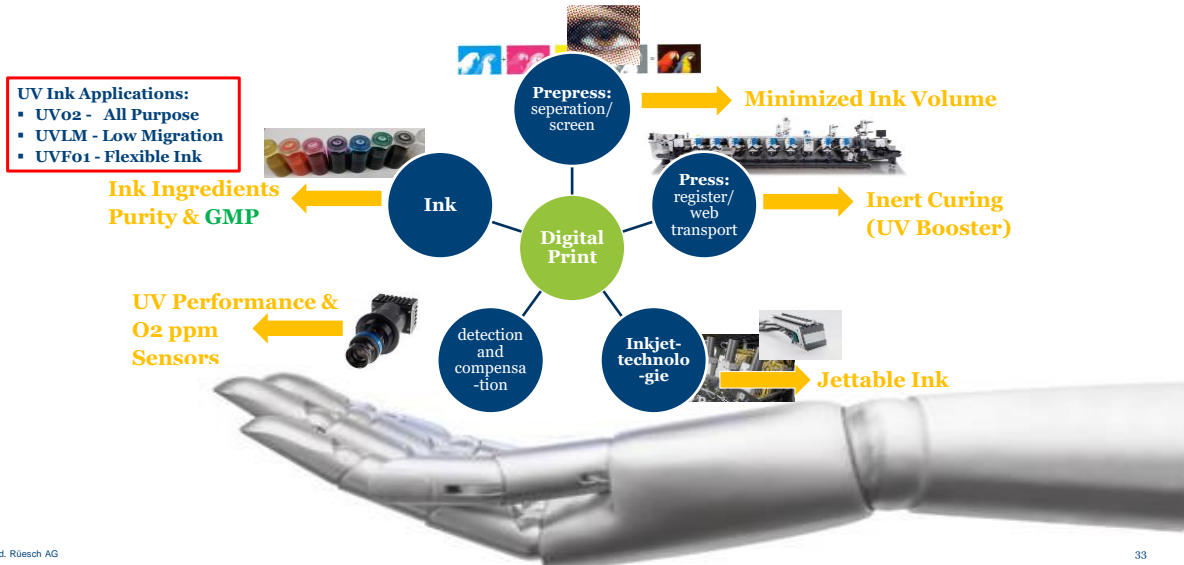 Prepress:
seperation/
screen
Minimized Ink Volume
UV Ink Applications:
▪ UV02 - All Purpose
▪ UVLM - Low Migration
▪ UVF01 - Flexible Ink
Ink Ingredients
Purity & GMP
Ink
Press:
register/
web
transport
Inert Curing
(UV Booster)
Digital
Print
UV Performance &
O2 ppm
Sensors
detection
and
compensa
-tion
Inkjet-
technolo
-gie
Jettable Ink
d. Rüesch AG
33